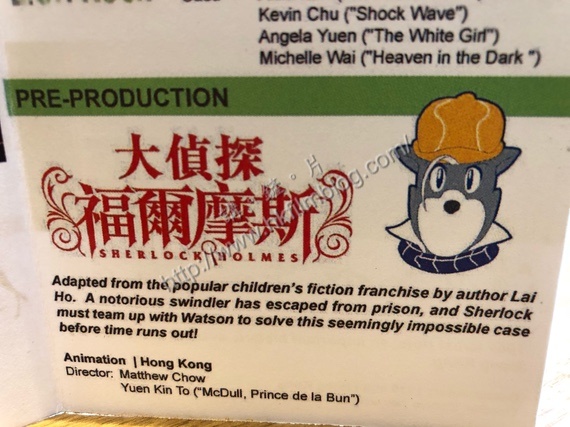 Kevin Chu ("Shock Wave")
Angela Yuen ("The White Girl")
Michelle Wai ("Heaven in the Dark ")
PRE-PRODUCTION
大偵探
福爾摩斯
SHERLOCK HOLMES
Adapted from the popular children's fiction franchise by author Lai
Ho. A notorious swindler has escaped from prison, and Sherlock
must team up with Watson to solve this seemingly impossible case
before time runs out!
Animation | Hong Kong
Director: Matthew Chow
Yuen Kin To ("McDull, Prince de la Bun")